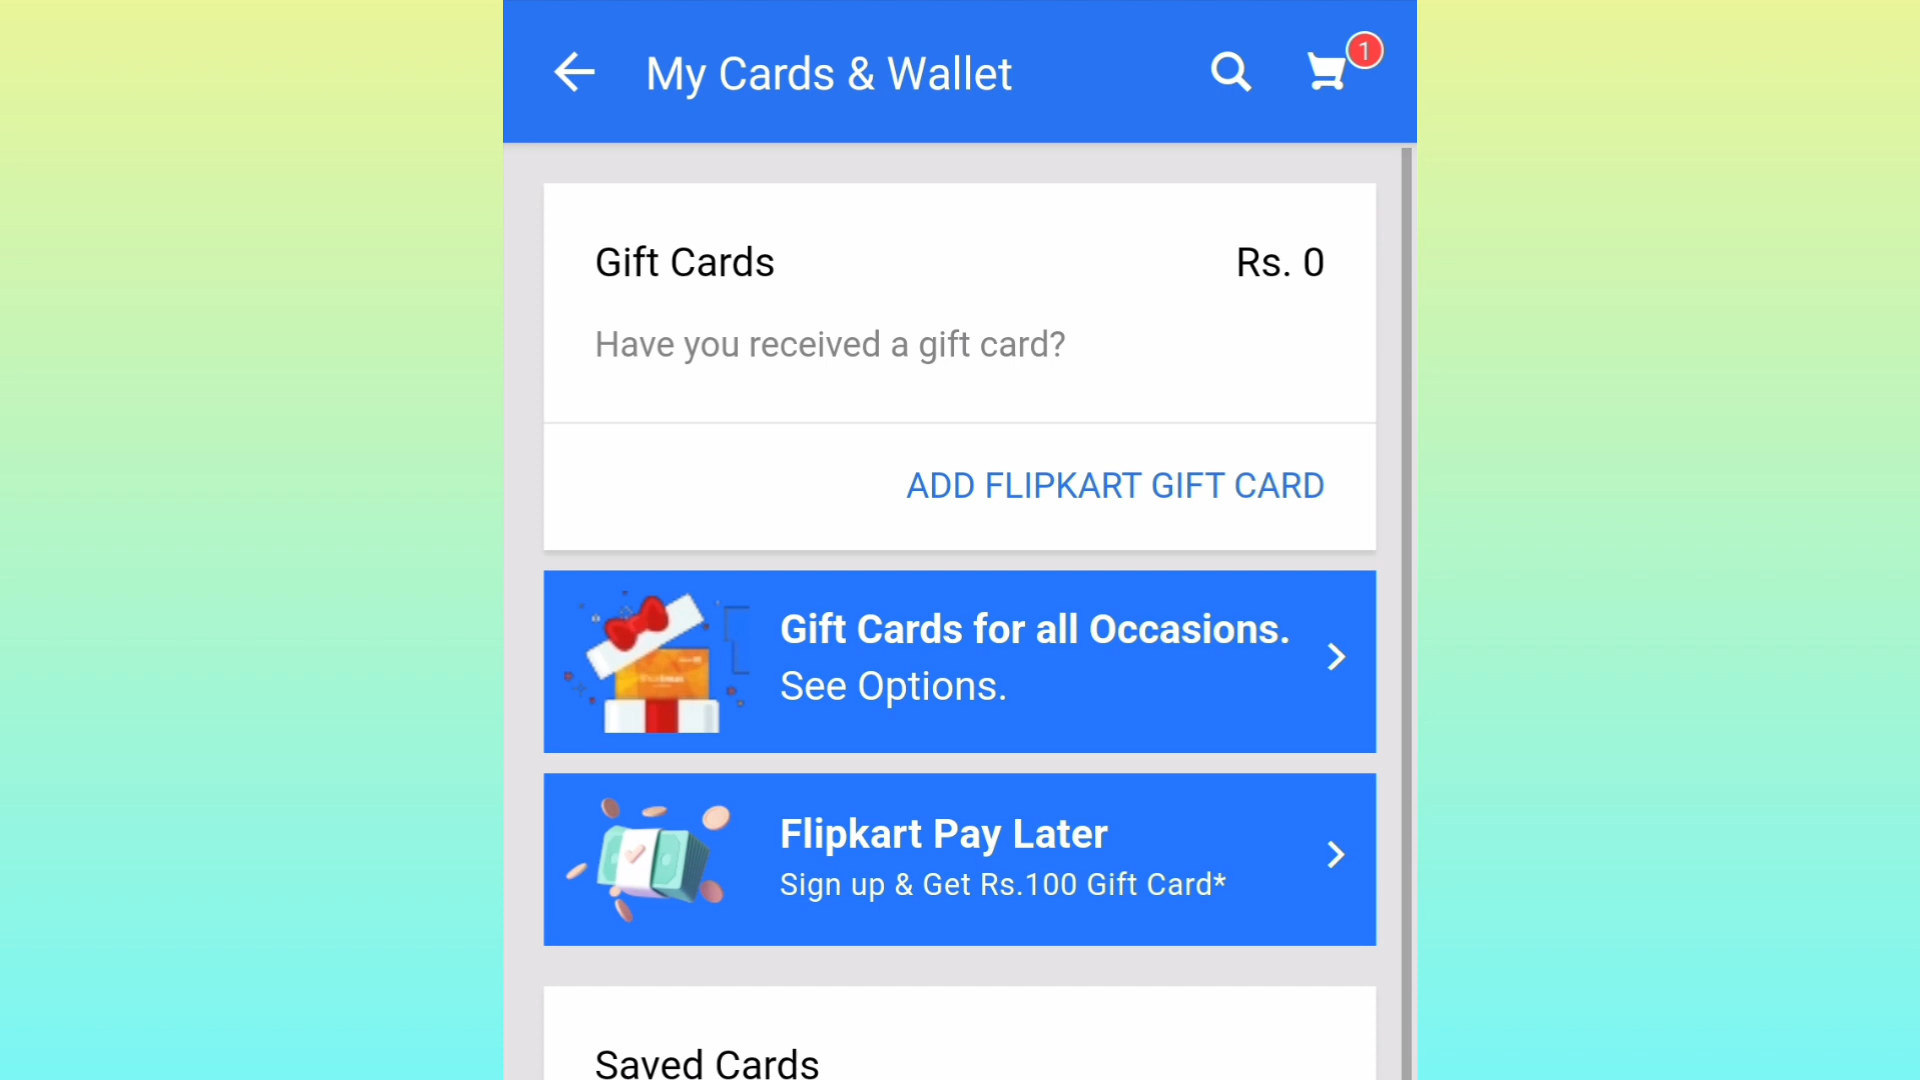 My Cards & Wallet
1
Gift Cards
Rs. 0
Have you received a gift card?
ADD FLIPKART GIFT CARD
Gift Cards for all Occasions.
See Options.
Flipkart Pay Later
Sign up & Get Rs.100 Gift Card*
Saved Cards